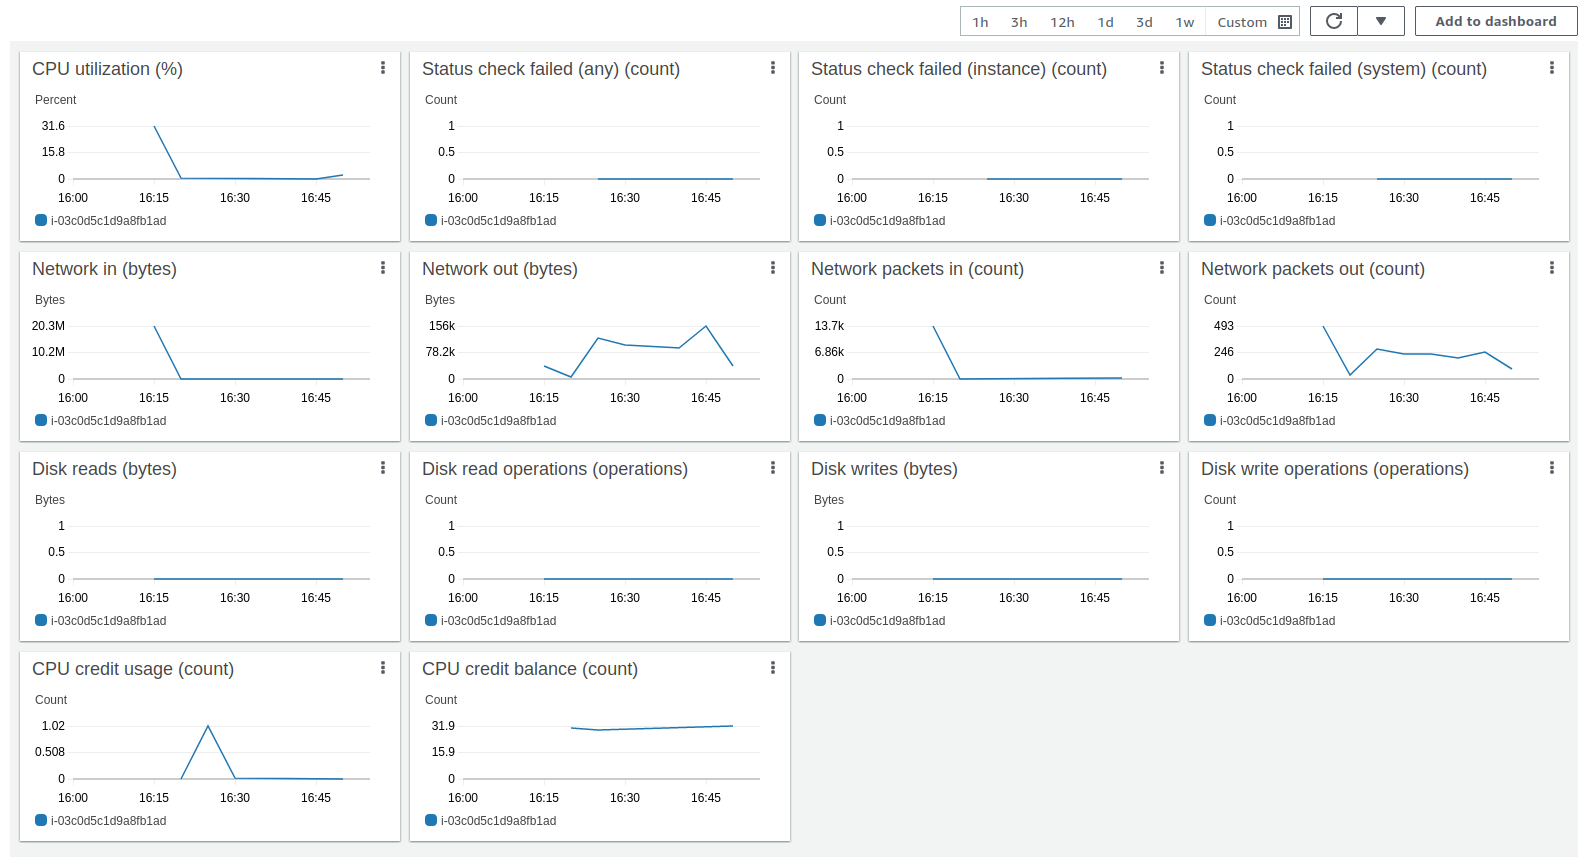 1h 3h 12h 1d 3d 1w Custom Add to dashboard
CPU utilization (%)
Percent
31.6
15.8
0
16:00 16:15 16:30 16:45
i-03c0d5c1d9a8fb1ad
Status check failed (any) (count)
Count
1
0.5
0
16:00 16:15 16:30 16:45
i-03c0d5c1d9a8fb1ad
Status check failed (instance) (count)
Count
1
0.5
0
16:00 16:15 16:30 16:45
i-03c0d5c1d9a8fb1ad
Status check failed (system) (count)
Count
1
0.5
0
16:00 16:15 16:30 16:45
i-03c0d5c1d9a8fb1ad
Network in (bytes)
Bytes
20.3M
10.2M
0
16:00 16:15 16:30 16:45
i-03c0d5c1d9a8fb1ad
Network out (bytes)
Bytes
156k
78.2k
0
16:00 16:15 16:30 16:45
i-03c0d5c1d9a8fb1ad
Network packets in (count)
Count
13.7k
6.86k
0
16:00 16:15 16:30 16:45
i-03c0d5c1d9a8fb1ad
Network packets out (count)
Count
493
246
0
16:00 16:15 16:30 16:45
i-03c0d5c1d9a8fb1ad
Disk reads (bytes)
Bytes
1
0.5
0
16:00 16:15 16:30 16:45
i-03c0d5c1d9a8fb1ad
Disk read operations (operations)
Count
1
0.5
0
16:00 16:15 16:30 16:45
i-03c0d5c1d9a8fb1ad
Disk writes (bytes)
Bytes
1
0.5
0
16:00 16:15 16:30 16:45
i-03c0d5c1d9a8fb1ad
Disk write operations (operations)
Count
1
0.5
0
16:00 16:15 16:30 16:45
i-03c0d5c1d9a8fb1ad
CPU credit usage (count)
Count
1.02
0.508
0
16:00 16:15 16:30 16:45
i-03c0d5c1d9a8fb1ad
CPU credit balance (count)
Count
31.9
15.9
0
16:00 16:15 16:30 16:45
i-03c0d5c1d9a8fb1ad